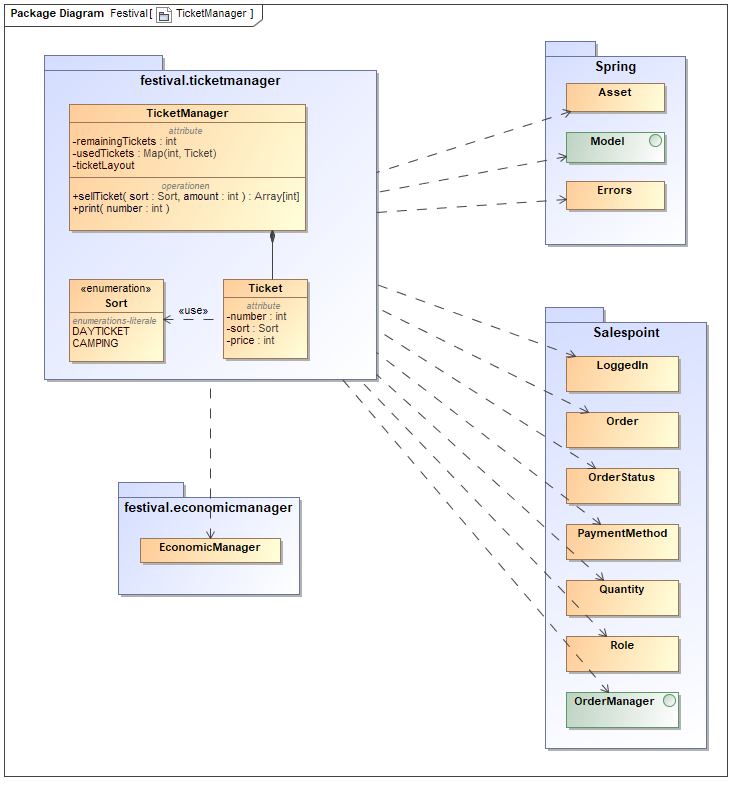 Package Diagram Festival[ TicketManager ]
festival.ticketmanager
TicketManager
attribute
-remainingTickets : int
-usedTickets : Map(int, Ticket)
-ticketLayout
operationen
+sellTicket( sort : Sort, amount : int ) : Array[int]
+print( number : int )
«enumeration»
Sort
enumerations-literale
DAYTICKET
CAMPING
«use»
Ticket
attribute
-number : int
-sort : Sort
-price : int
festival.economicmanager
EconomicManager
Spring
Asset
Model
Errors
Salespoint
LoggedIn
Order
OrderStatus
PaymentMethod
Quantity
Role
OrderManager